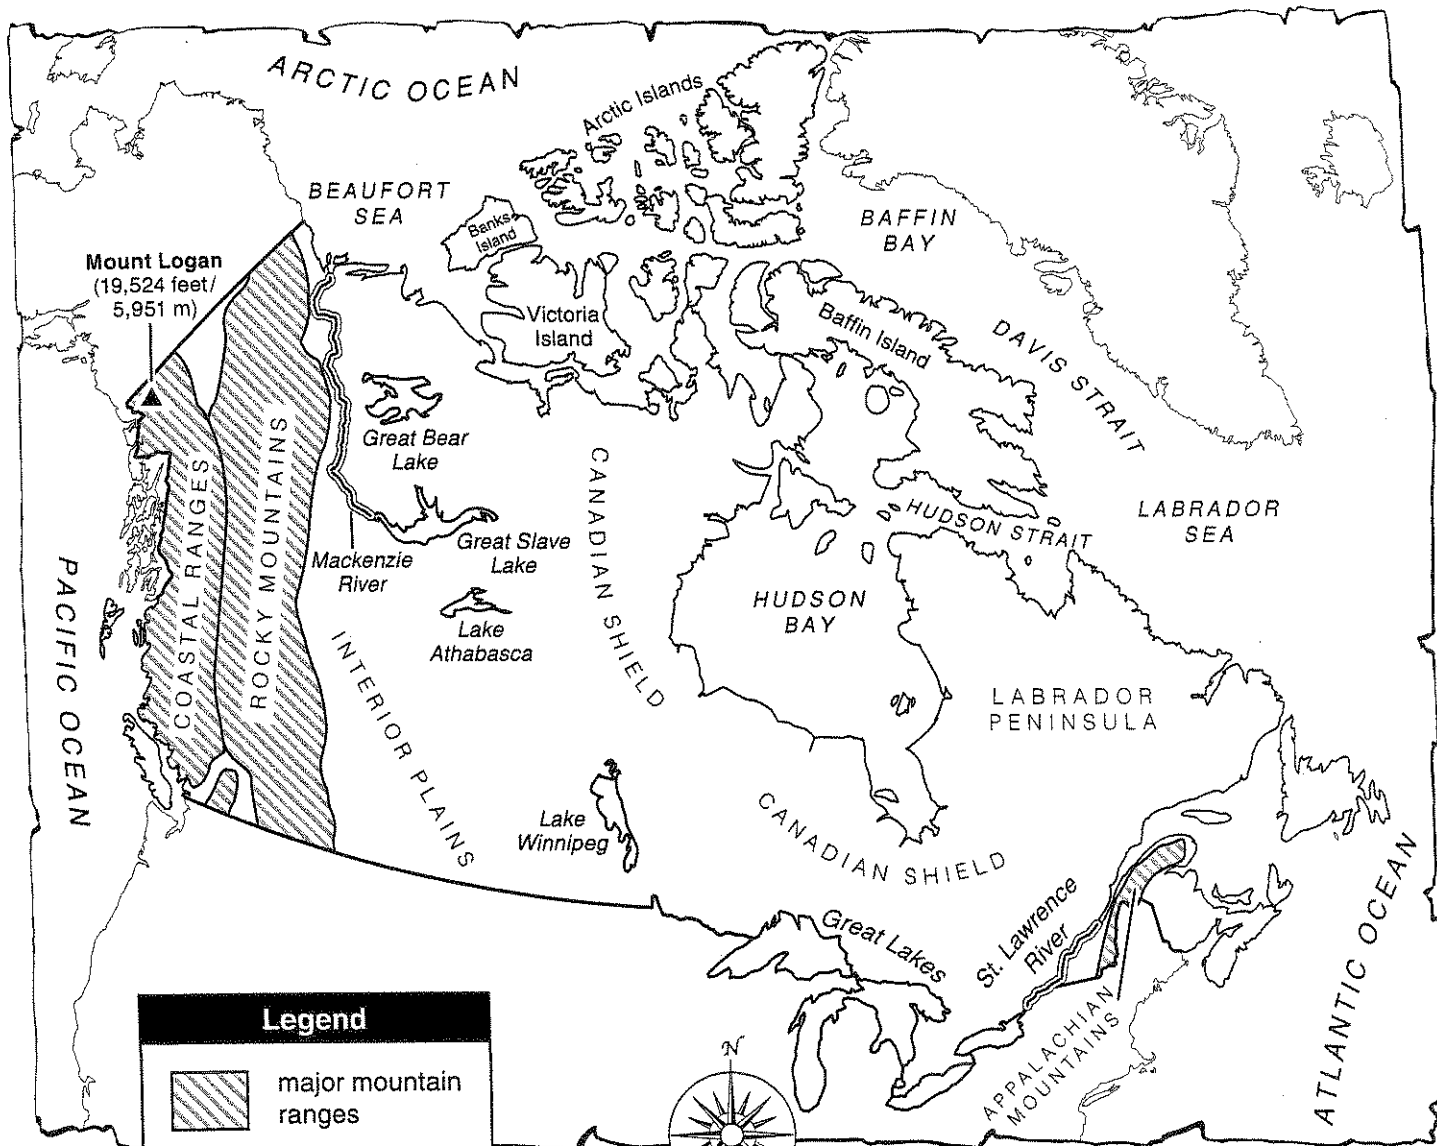 ARCTIC OCEAN
Arctic Islands
BEAUFORT
SEA
Banks
Island
BAFFIN
BAY
Mount Logan
(19,524 feet/
5,951 m)
Victoria
Island
Baffin Island
DAVIS STRAIT
Great Bear
Lake
COASTAL RANGES
ROCKY MOUNTAINS
CANADIAN SHIELD
HUDSON STRAIT
LABRADOR
SEA
Mackenzie
River
Great Slave
Lake
PACIFIC OCEAN
Lake
Athabasca
HUDSON
BAY
INTERIOR PLAINS
LABRADOR
PENINSULA
Lake
Winnipeg
CANADIAN SHIELD
Great Lakes
St. Lawrence
River
ATLANTIC OCEAN
APPALACHIAN
MOUNTAINS
Legend
major mountain
ranges
N